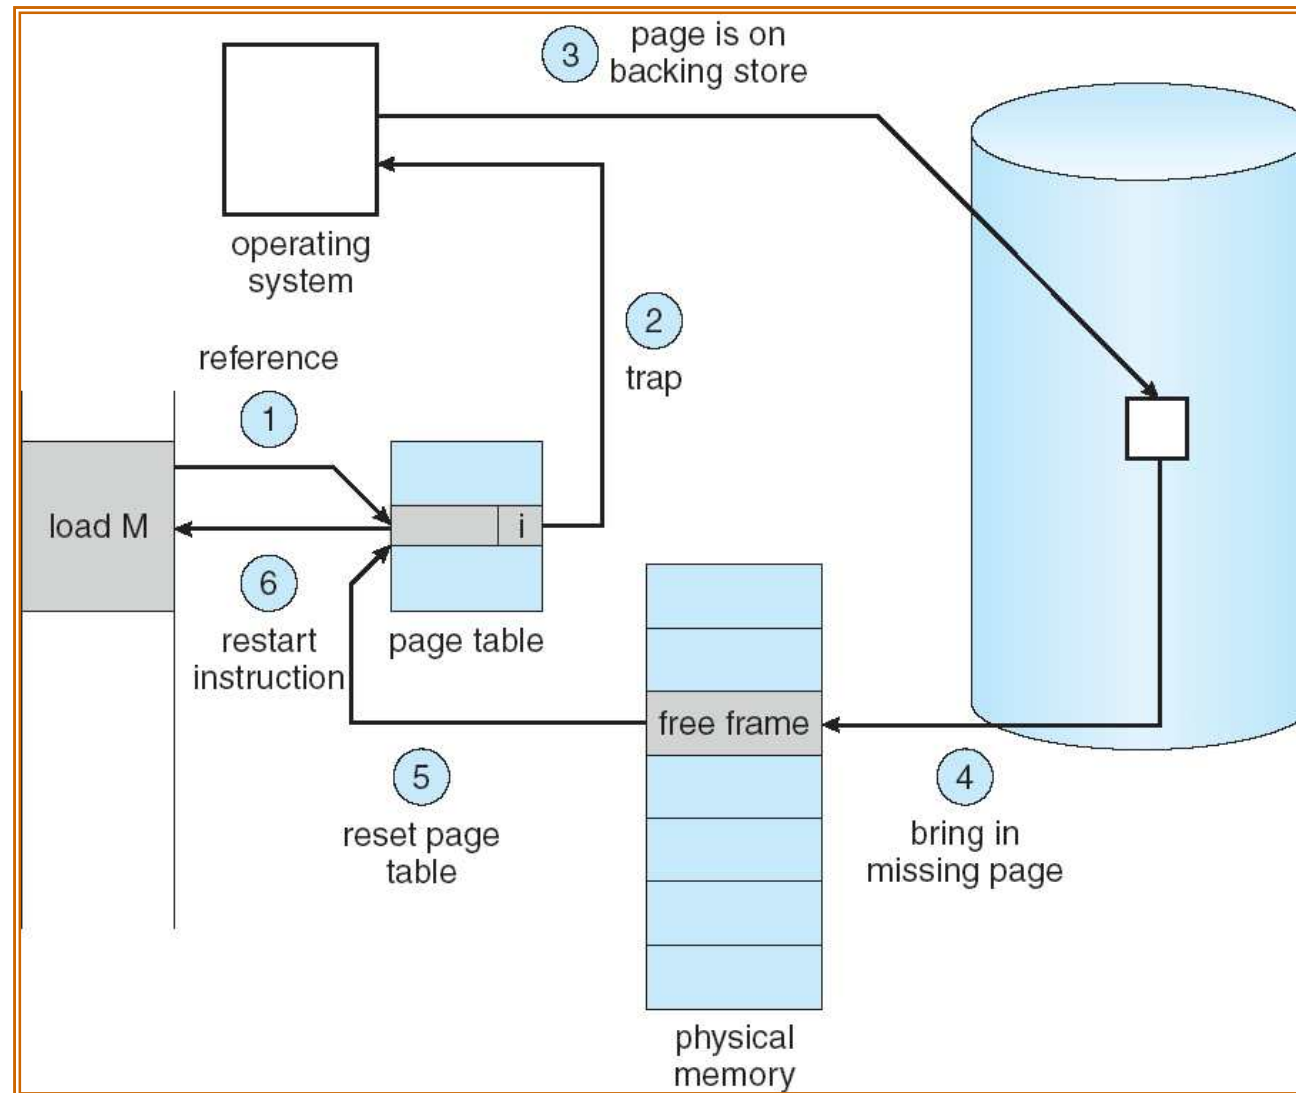 3
page is on
backing store
operating
system
2
trap
reference
1
load M
i
6
restart
instruction
page table
free frame
5
reset page
table
4
bring in
missing page
physical
memory